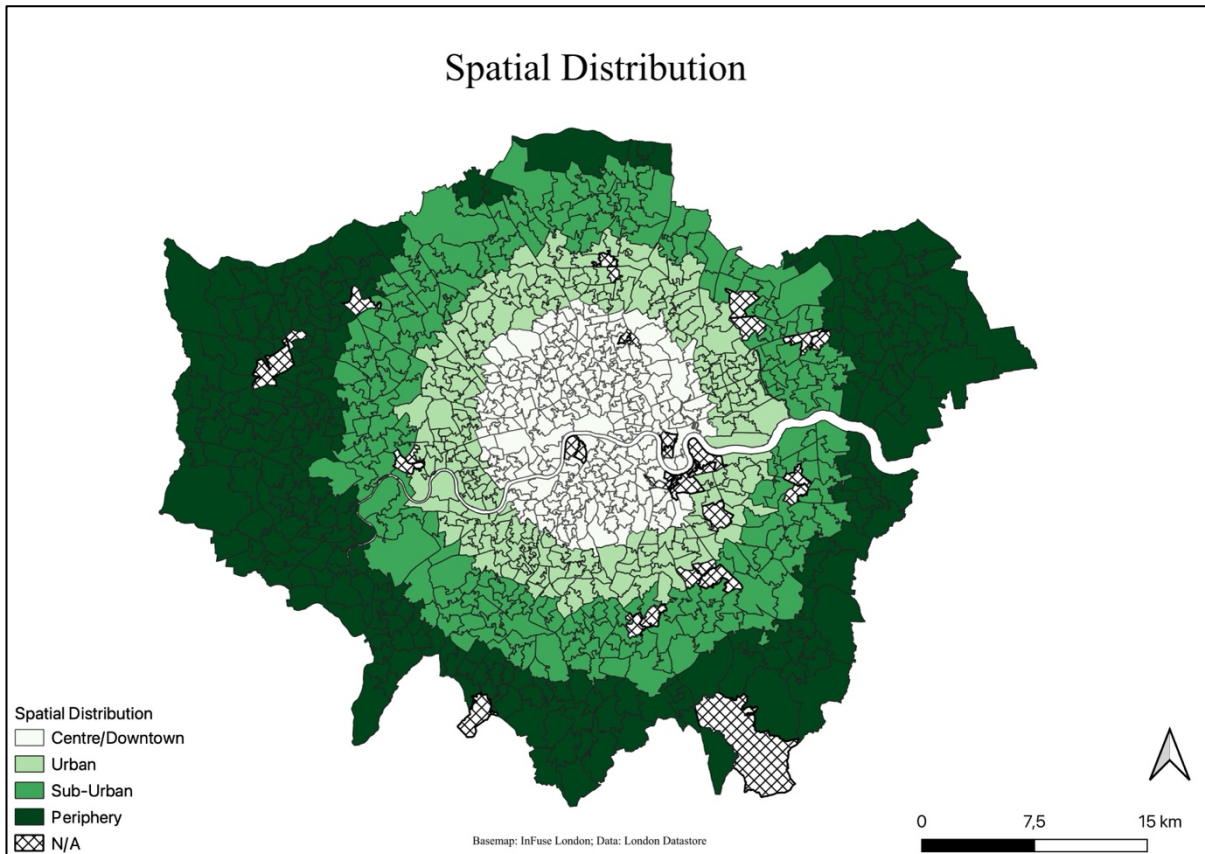 Spatial Distribution
Spatial Distribution
Centre/Downtown
Urban
Sub-Urban
Periphery
N/A
Basemap: InFuse London; Data: London Datastore
0 7,5 15 km